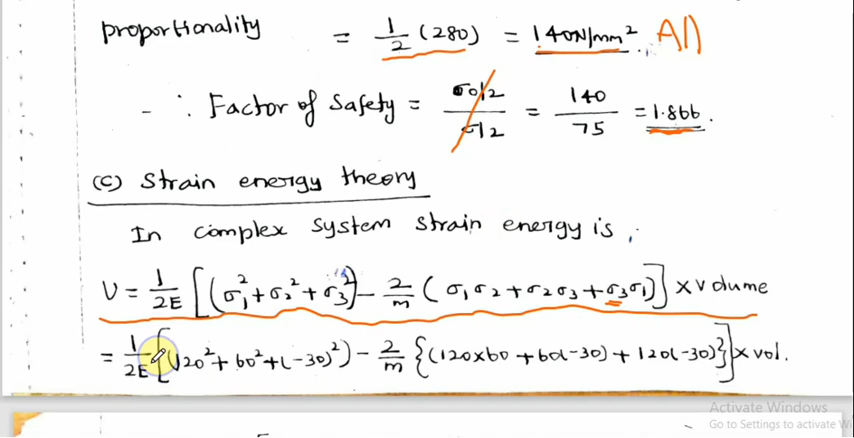 proportionality = 1/2 (280) = 140N/mm². A()
∴ Factor of Safety = σ0/2 / σ/2 = 140/75 = 1.866.
(c) Strain energy theory
In complex system strain energy is,
U = 1/2E [(σ₁² + σ₂² + σ₃²) - 2/m (σ₁σ₂ + σ₂σ₃ + σ₃σ₁)] × volume
= 1/2E [(120² + 60² + (-30)²) - 2/m {(120×60 + 60(-30) + 120(-30)}] × vol.
Activate Windows
Go to Settings to activate W